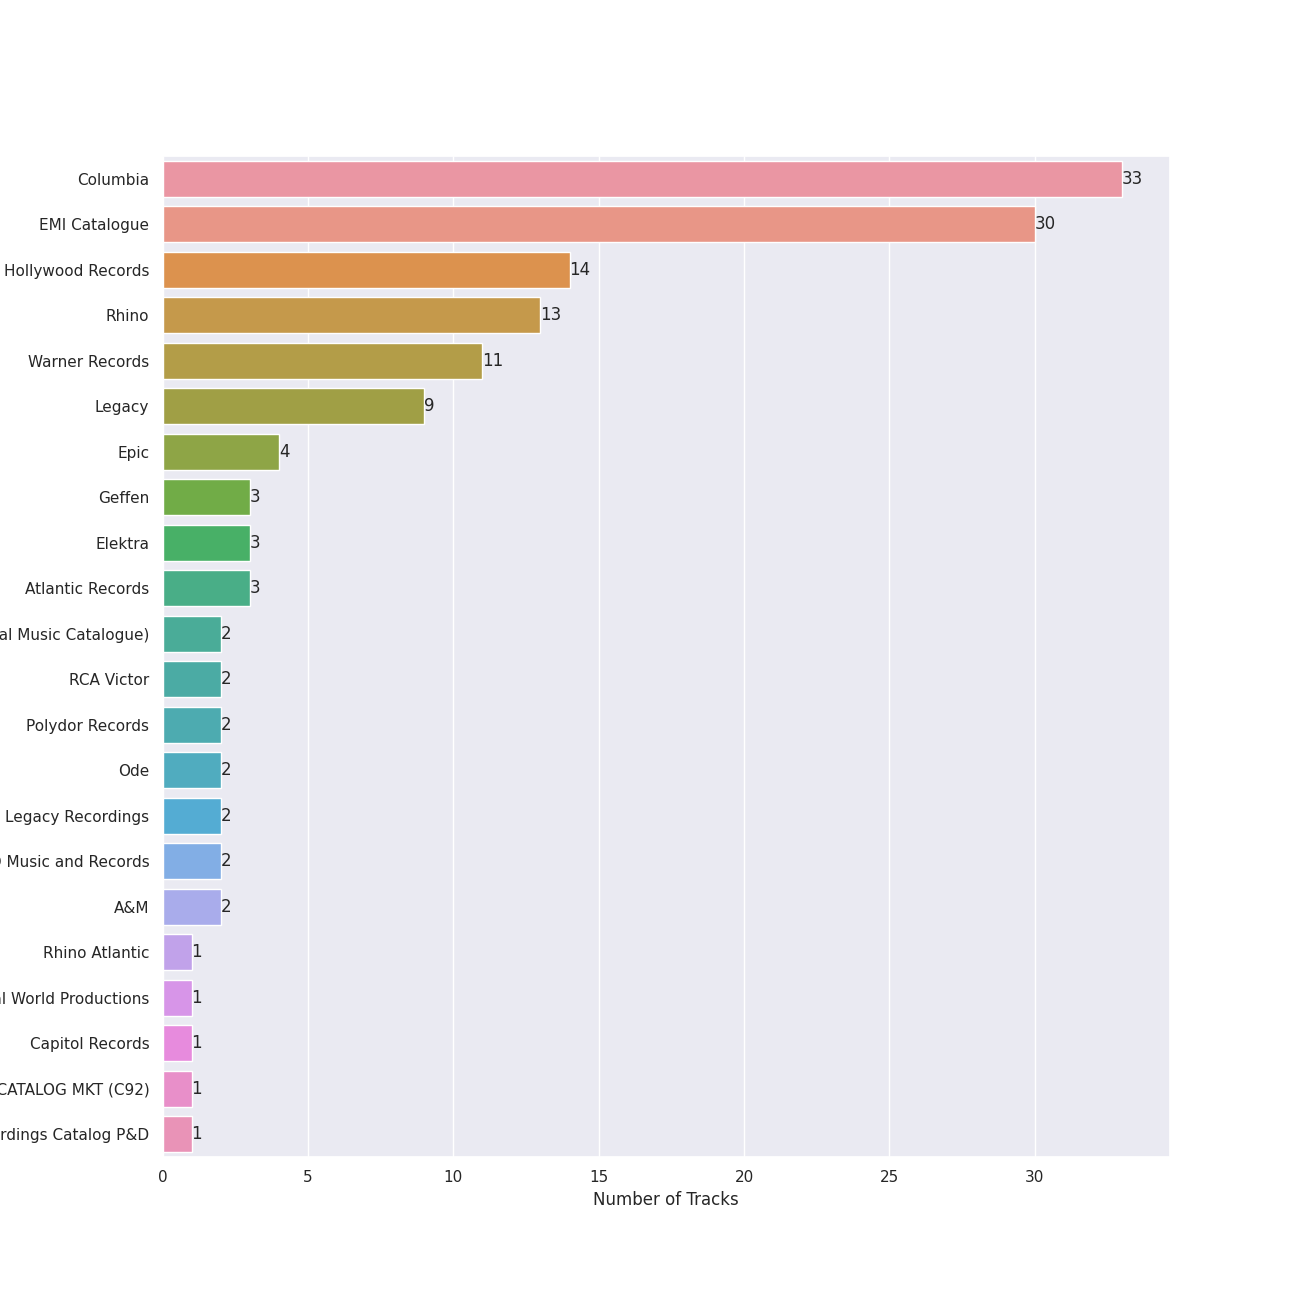 Columbia 33
EMI Catalogue 30
Hollywood Records 14
Rhino 13
Warner Records 11
Legacy 9
Epic 4
Geffen 3
Elektra 3
Atlantic Records 3
Music Catalogue) 2
RCA Victor 2
Polydor Records 2
Ode 2
Legacy Recordings 2
Music and Records 2
A&M 2
Rhino Atlantic 1
World Productions 1
Capitol Records 1
CATALOG MKT (C92) 1
Catalog P&D 1
0 5 10 15 20 25 30
Number of Tracks